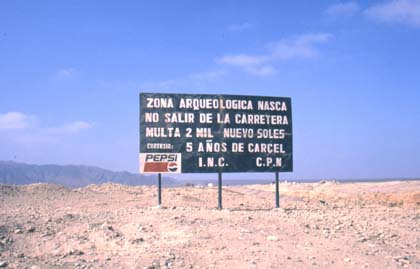 ZONA ARQUEOLOGICA NASCA
NO SALIR DE LA CARRETERA
MULTA 2 MIL NUEVO SOLES
CORTESIA: 5 AÑOS DE CARCEL
PEPSI I.N.C. C.P.N